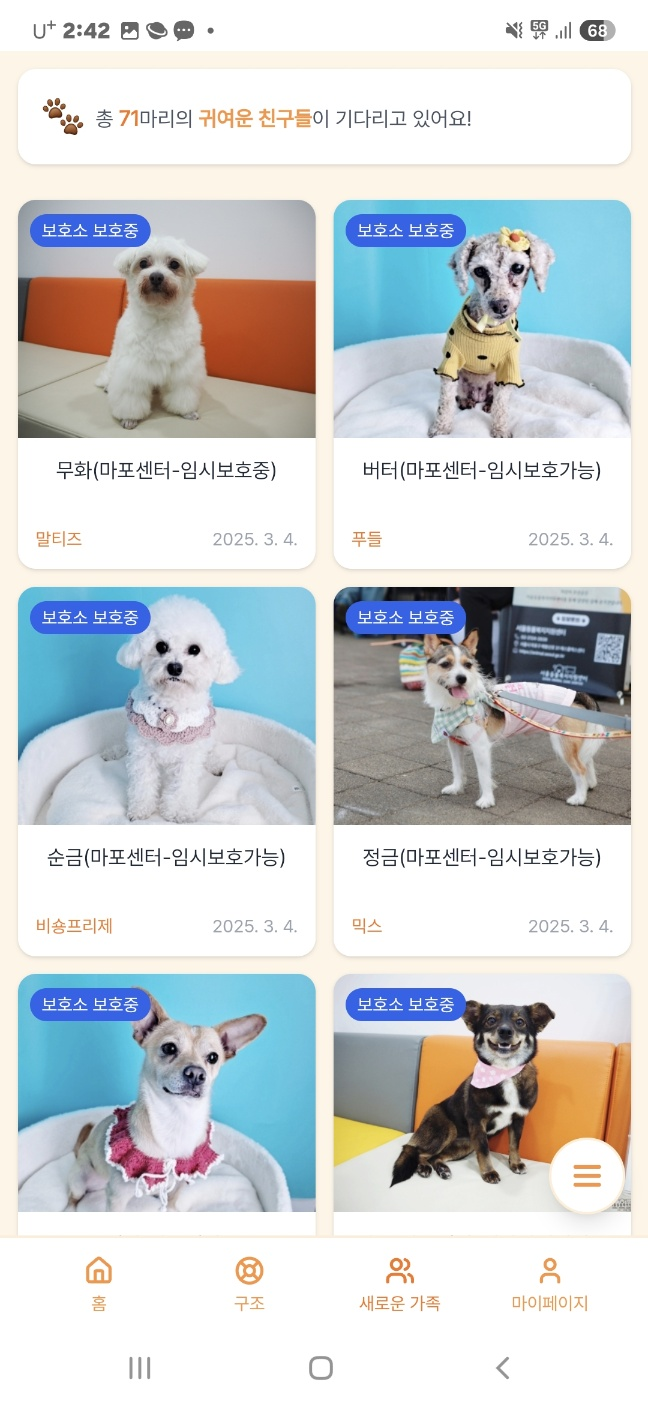 U+ 2:42 5G 68
총 71마리의 귀여운 친구들이 기다리고 있어요!
보호소 보호중
보호소 보호중
무화(마포센터-임시보호중)
버터(마포센터-임시보호가능)
말티즈 2025. 3. 4.
푸들 2025. 3. 4.
보호소 보호중
보호소 보호중
순금(마포센터-임시보호가능)
정금(마포센터-임시보호가능)
비숑프리제 2025. 3. 4.
믹스 2025. 3. 4.
보호소 보호중
보호소 보호중
홈 구조 새로운 가족 마이페이지